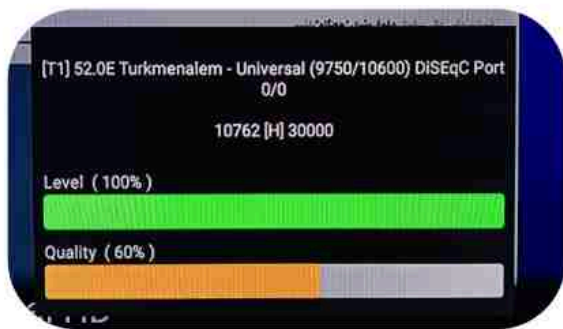 [T1] 52.0E Turkmenalem - Universal (9750/10600) DiSEqC Port
0/0
10762 [H] 30000
Level ( 100% )
Quality ( 60% )